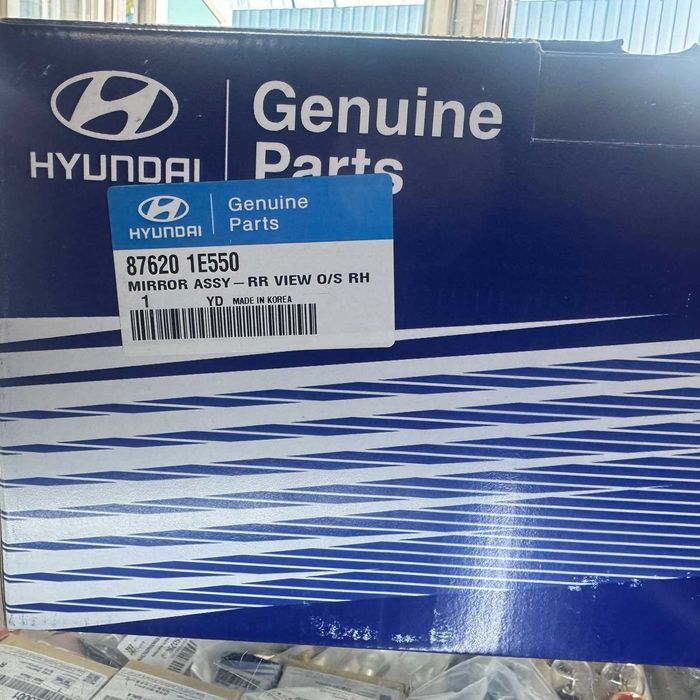 Genuine
HYUNDAI
Parts
HYUNDAI
Genuine
Parts
87620 1E550
MIRROR ASSY–RR VIEW O/S RH
1 YD MADE IN KOREA